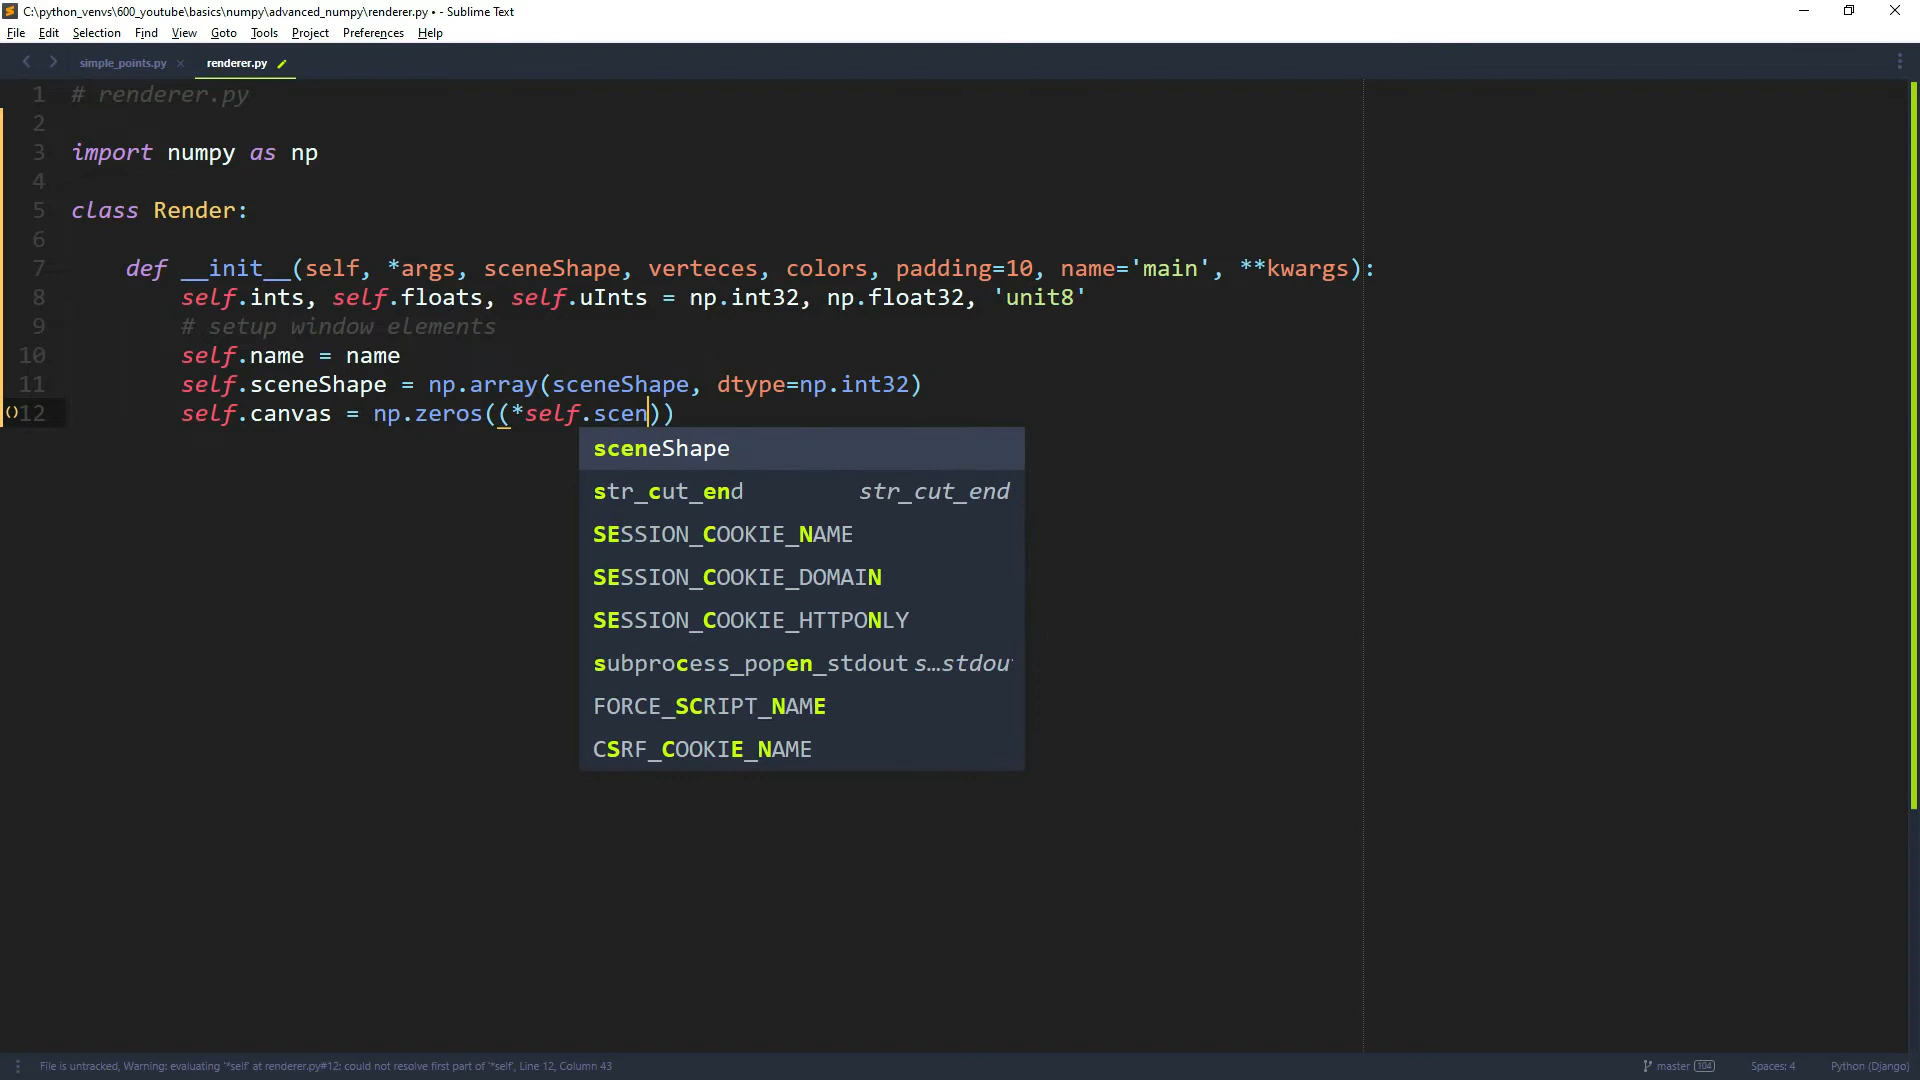 C:\python_venvs\600_youtube\basics\numpy\advanced_numpy\renderer.py • - Sublime Text
File Edit Selection Find View Goto Tools Project Preferences Help
simple_points.py × renderer.py
1 # renderer.py
2
3 import numpy as np
4
5 class Render:
6
7 def __init__(self, *args, sceneShape, verteces, colors, padding=10, name='main', **kwargs):
8 self.ints, self.floats, self.uInts = np.int32, np.float32, 'unit8'
9 # setup window elements
10 self.name = name
11 self.sceneShape = np.array(sceneShape, dtype=np.int32)
()12 self.canvas = np.zeros((*self.scen))
sceneShape
str_cut_end str_cut_end
SESSION_COOKIE_NAME
SESSION_COOKIE_DOMAIN
SESSION_COOKIE_HTTPONLY
subprocess_popen_stdout s…stdou
FORCE_SCRIPT_NAME
CSRF_COOKIE_NAME
File is untracked, Warning: evaluating '*self' at renderer.py#12: could not resolve first part of '*self', Line 12, Column 43 master 104 Spaces: 4 Python (Django)